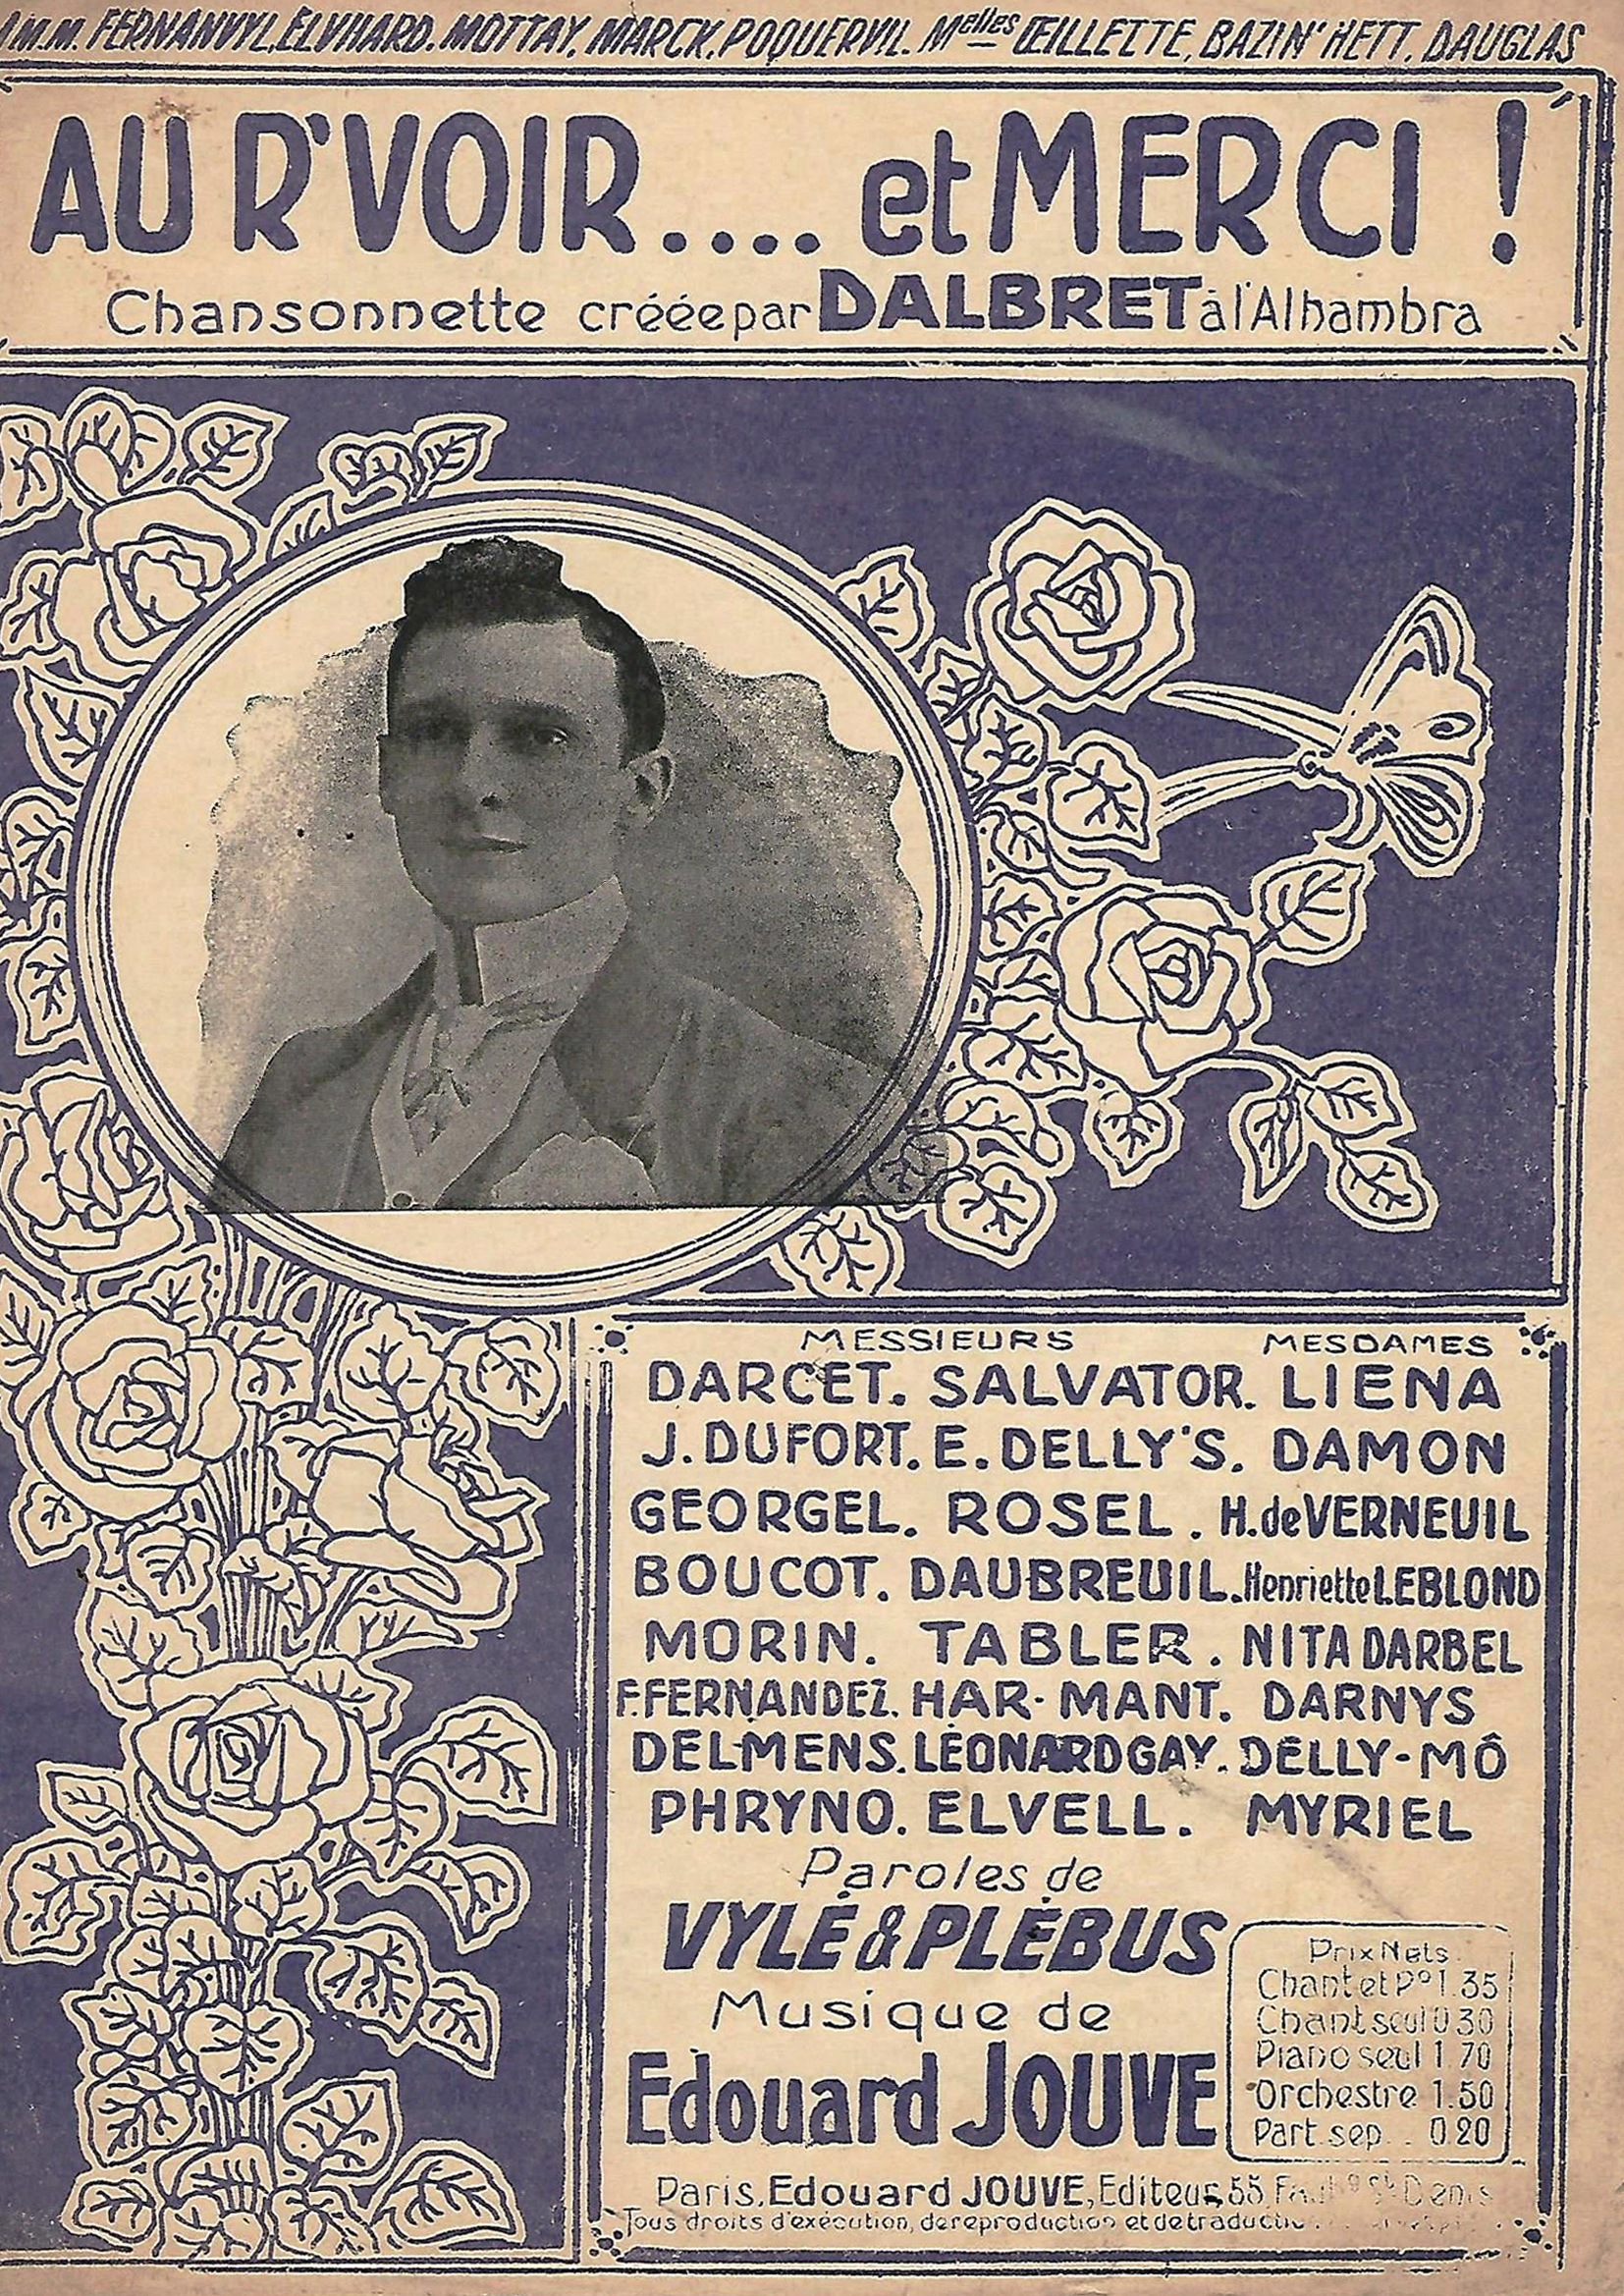 M.M. FERNANVYL, ELVHARD. MOTTAY, MARCK, POQUERVIL. Melles ŒILLETTE, BAZIN' HETT, DAUGLAS
AU R'VOIR.... et MERCI !
Chansonnette créée par DALBRET à l'Alhambra
MESSIEURS MESDAMES
DARCET. SALVATOR. LIENA
J. DUFORT. E. DELLY'S. DAMON
GEORGEL. ROSEL. H. de VERNEUIL
BOUCOT. DAUBREUIL. Henriette LEBLOND
MORIN. TABLER. NITA DARBEL
F. FERNANDEZ. HAR-MANT. DARNYS
DELMENS. LÉONARD GAY. DELLY-MÔ
PHRYNO. ELVELL. MYRIEL
Paroles de
VYLÉ & PLÉBUS
Musique de
Edouard JOUVE
Prix Nets
Chant et Pº 1.35
Chant seul 0 30
Piano seul 1 70
Orchestre 1.50
Part. sep. . 0.20
Paris, Edouard JOUVE, Editeur, 55, Denis
Tous droits d'exécution, de reproduction et de